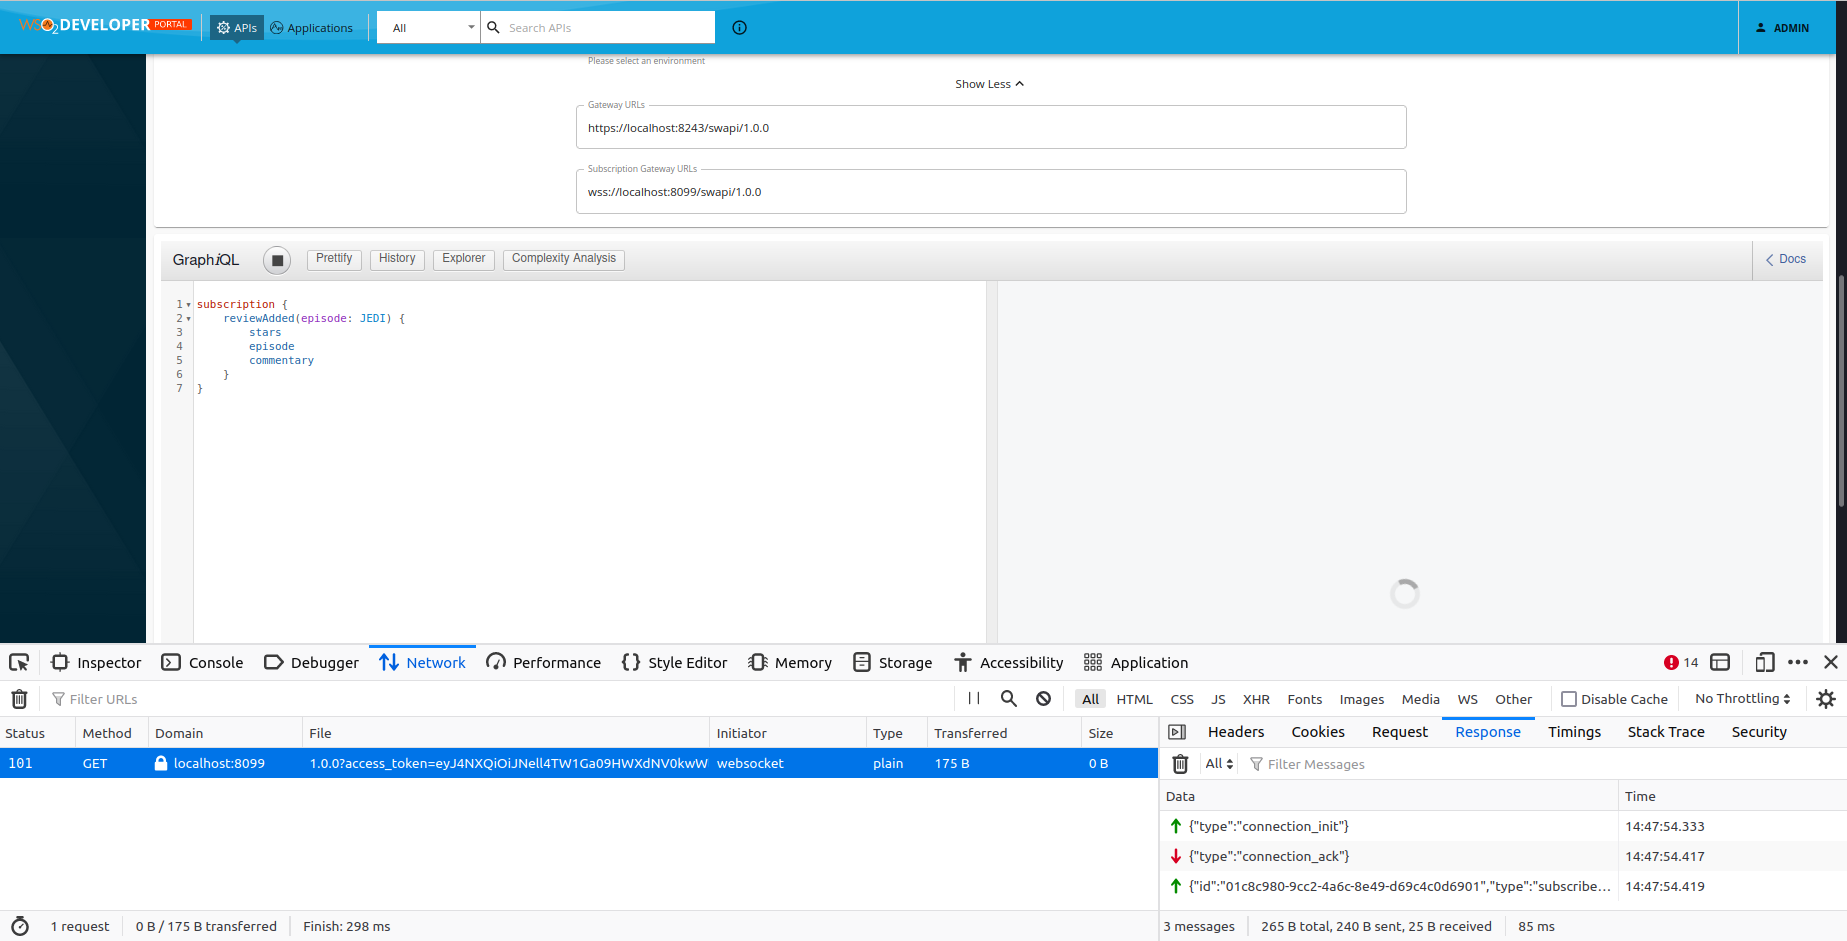 WSO2 DEVELOPER PORTAL APIs Applications All Search APIs ADMIN
Please select an environment
Show Less
Gateway URLs
https://localhost:8243/swapi/1.0.0
Subscription Gateway URLs
wss://localhost:8099/swapi/1.0.0
GraphiQL Prettify History Explorer Complexity Analysis Docs
1 subscription {
2 reviewAdded(episode: JEDI) {
3 stars
4 episode
5 commentary
6 }
7 }
Inspector Console Debugger Network Performance Style Editor Memory Storage Accessibility Application 14
Filter URLs All HTML CSS JS XHR Fonts Images Media WS Other Disable Cache No Throttling
Status Method Domain File Initiator Type Transferred Size
101 GET localhost:8099 1.0.0?access_token=eyJ4NXQiOiJNell4TW1Ga09HWXdNV0kwW websocket plain 175 B 0 B
Headers Cookies Request Response Timings Stack Trace Security
All Filter Messages
Data Time
{"type":"connection_init"} 14:47:54.333
{"type":"connection_ack"} 14:47:54.417
{"id":"01c8c980-9cc2-4a6c-8e49-d69c4c0d6901","type":"subscribe... 14:47:54.419
1 request 0 B / 175 B transferred Finish: 298 ms
3 messages 265 B total, 240 B sent, 25 B received 85 ms